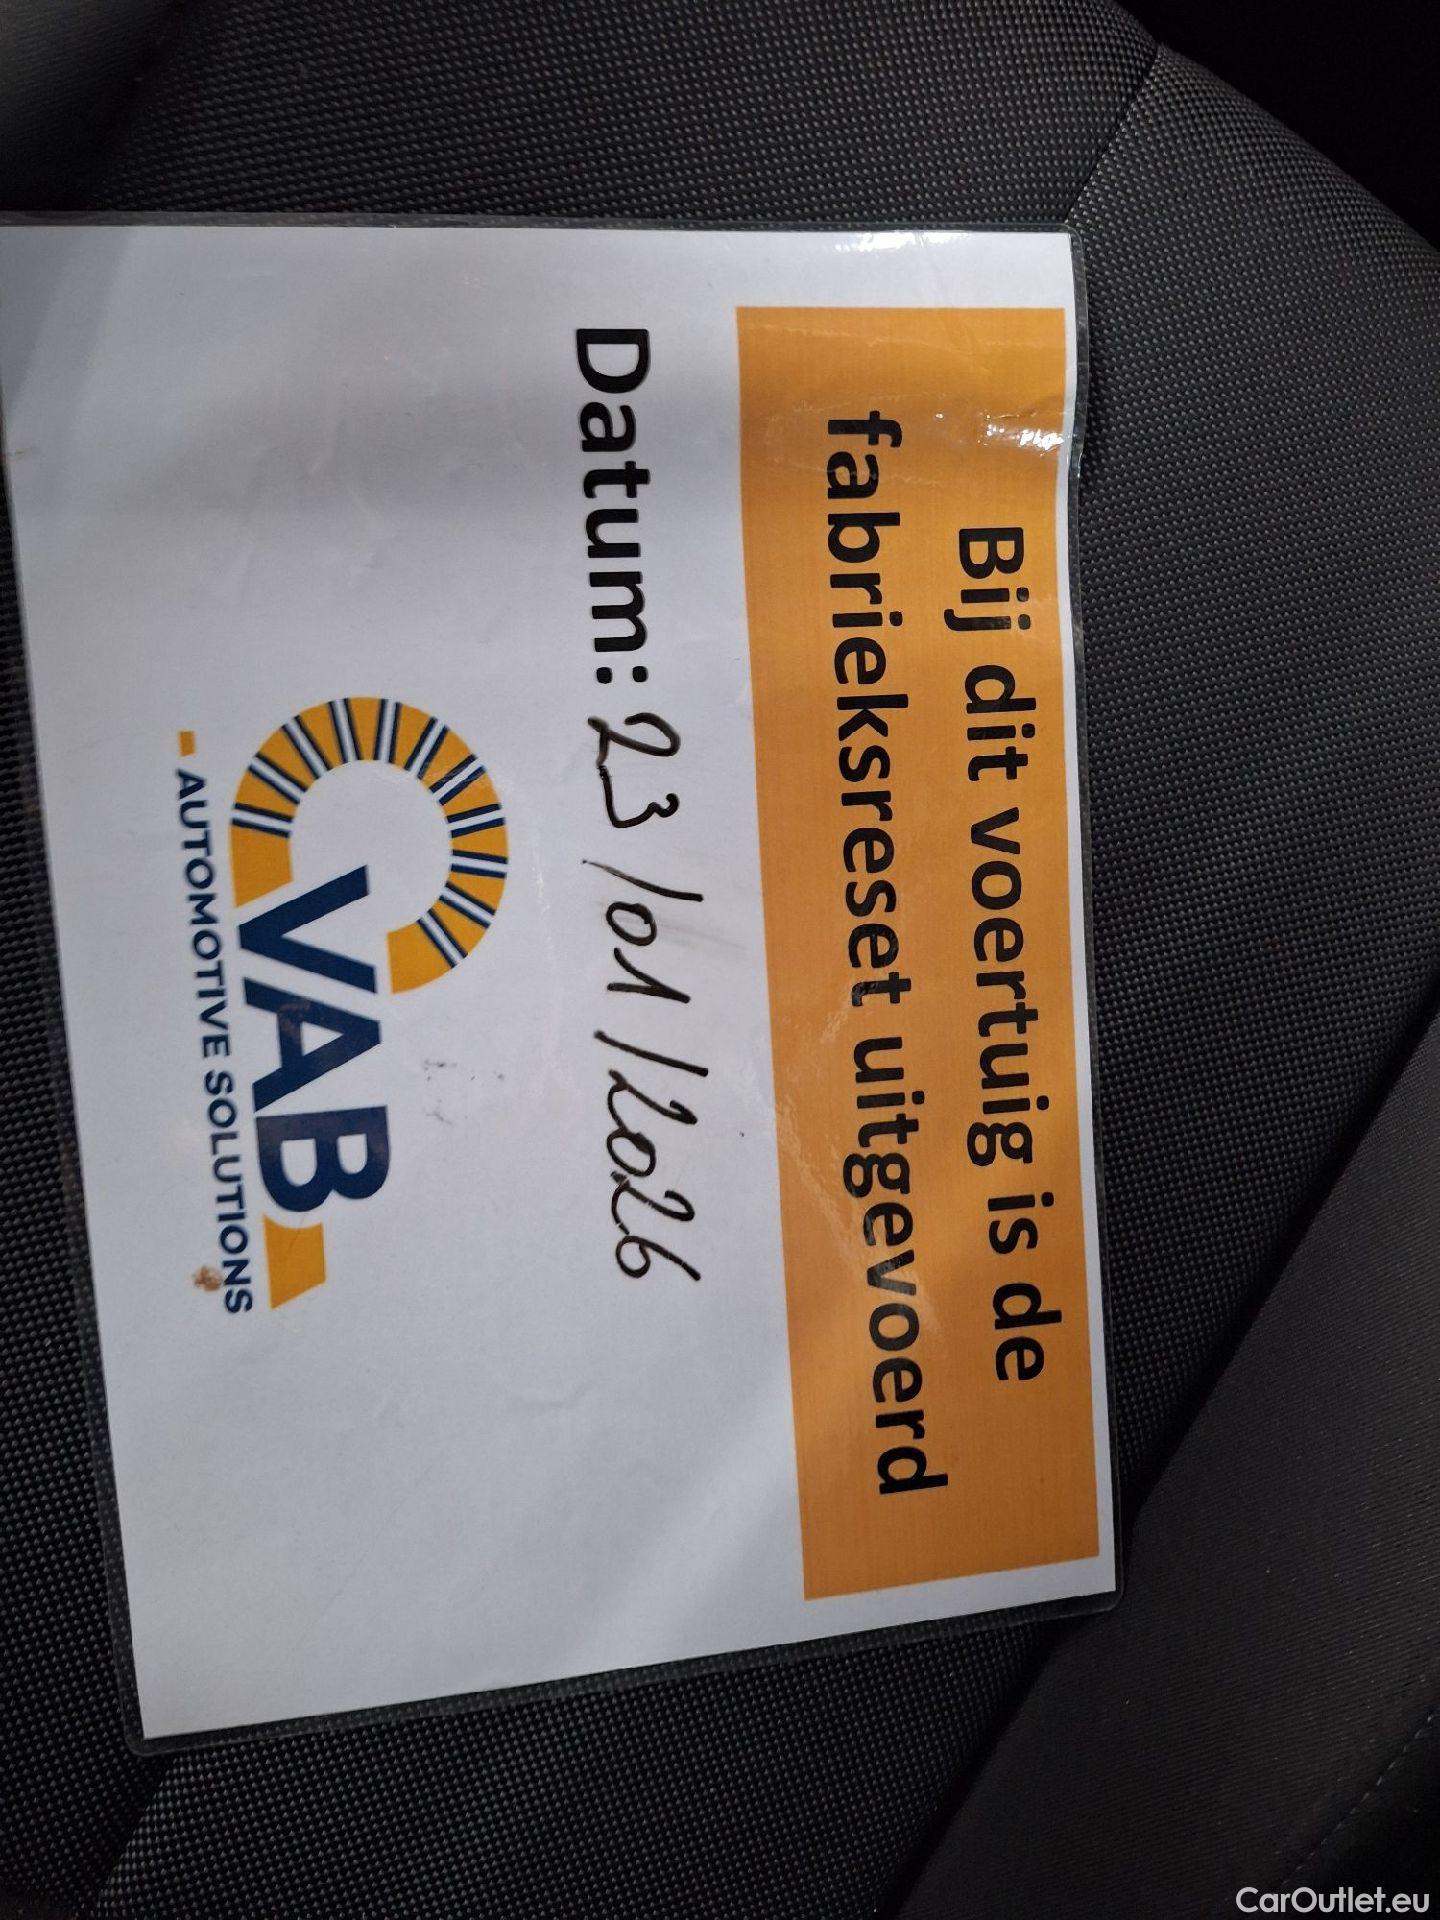 Bij dit voertuig is de
fabrieksreset uitgevoerd
Datum: 23/01/2026
VAB
AUTOMOTIVE SOLUTIONS
CarOutlet.eu